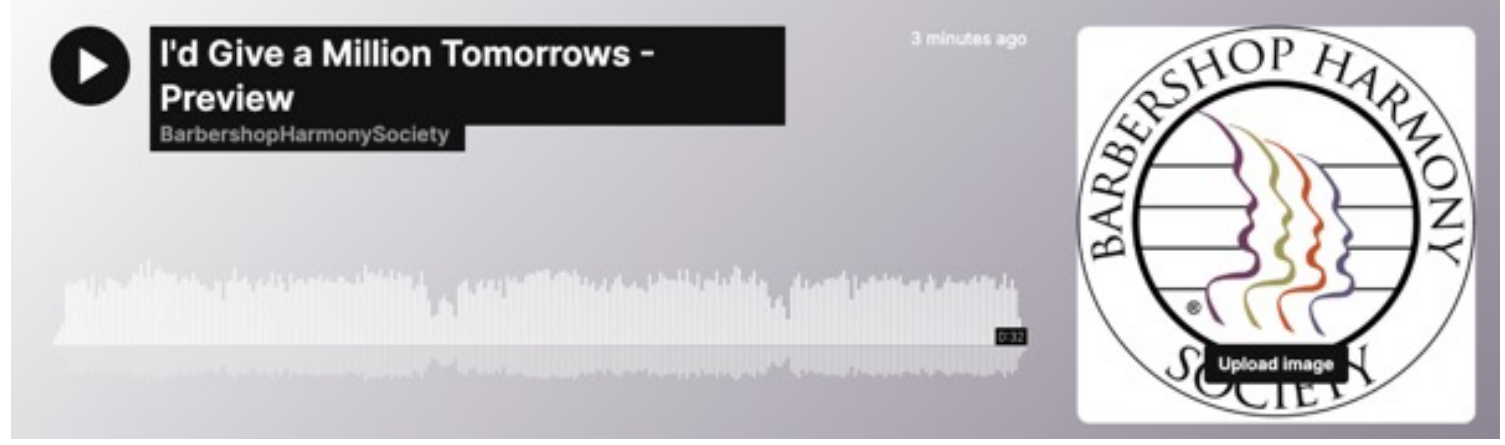 I'd Give a Million Tomorrows -
Preview
BarbershopHarmonySociety
3 minutes ago
0:32
BARBERSHOP HARMONY
SOCIETY
®
Upload image